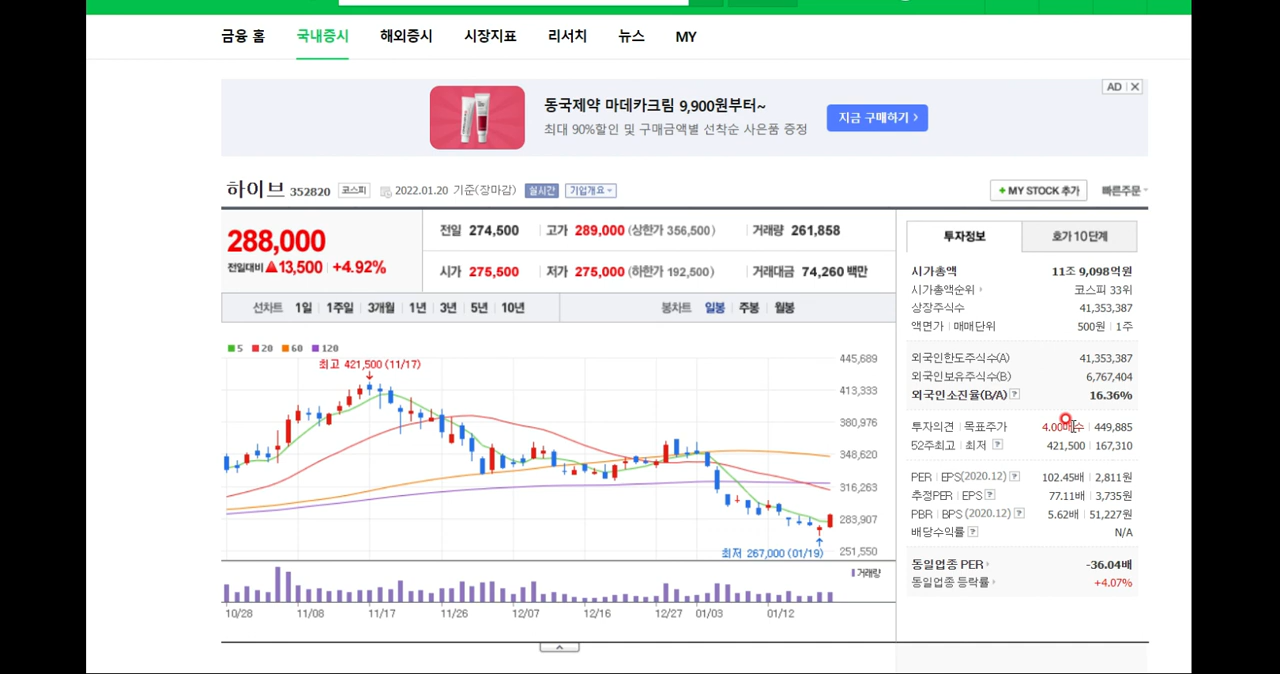 금융 홈 국내증시 해외증시 시장지표 리서치 뉴스 MY
AD X
동국제약 마데카크림 9,900원부터~
최대 90%할인 및 구매금액별 선착순 사은품 증정
지금 구매하기 >
하이브 352820 코스피 2022.01.20 기준(장마감) 실시간 기업개요
+ MY STOCK 추가 빠른주문
288,000
전일대비 ▲13,500 +4.92%
전일 274,500 고가 289,000 (상한가 356,500) 거래량 261,858
시가 275,500 저가 275,000 (하한가 192,500) 거래대금 74,260 백만
선차트 1일 1주일 3개월 1년 3년 5년 10년 봉차트 일봉 주봉 월봉
5 20 60 120
최고 421,500 (11/17)
445,689
413,333
380,976
348,620
316,263
283,907
251,550
최저 267,000 (01/19)
거래량
10/28 11/08 11/17 11/26 12/07 12/16 12/27 01/03 01/12
투자정보 호가 10단계
시가총액 11조 9,098억원
시가총액순위 코스피 33위
상장주식수 41,353,387
액면가 매매단위 500원 1주
외국인한도주식수(A) 41,353,387
외국인보유주식수(B) 6,767,404
외국인소진율(B/A) ? 16.36%
투자의견 목표주가 4.00매수 449,885
52주최고 최저 ? 421,500 167,310
PER EPS(2020.12) ? 102.45배 2,811원
추정PER EPS ? 77.11배 3,735원
PBR BPS (2020.12) ? 5.62배 51,227원
배당수익률 ? N/A
동일업종 PER -36.04배
동일업종 등락률 +4.07%